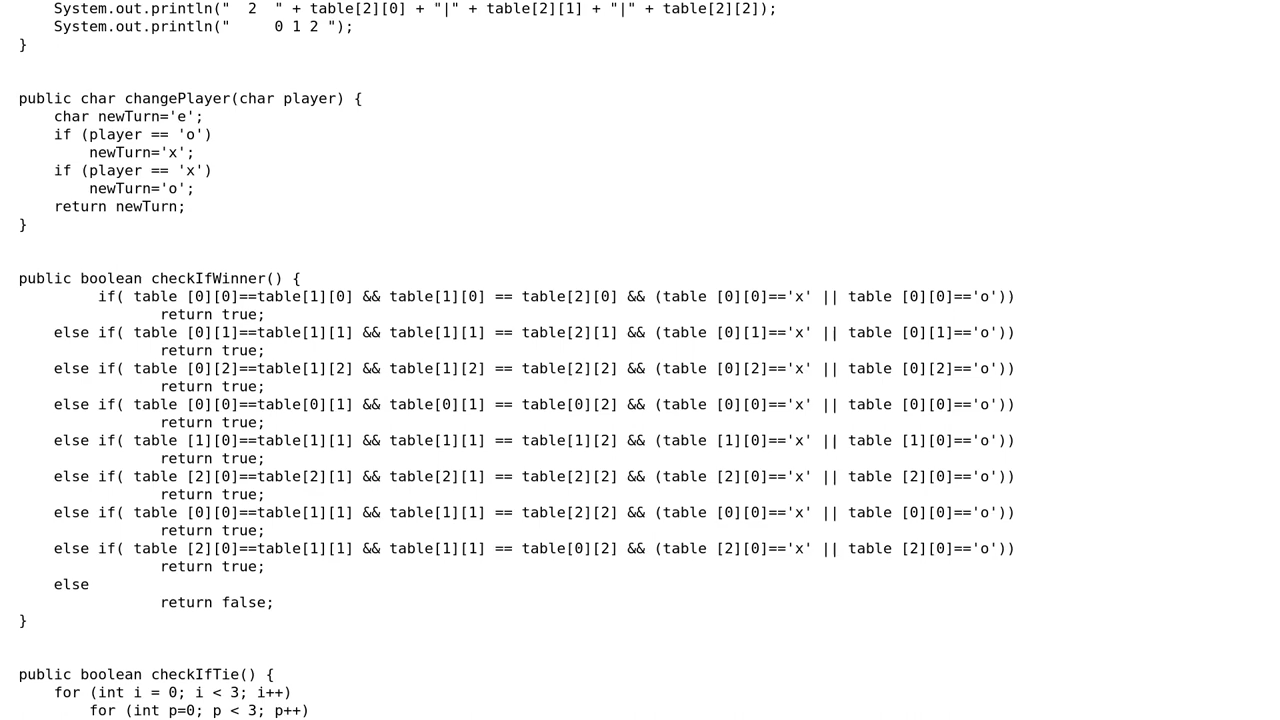 System.out.println("  2  " + table[2][0] + "|" + table[2][1] + "|" + table[2][2]);
    System.out.println("     0 1 2 ");
}
public char changePlayer(char player) {
    char newTurn='e';
    if (player == 'o')
        newTurn='x';
    if (player == 'x')
        newTurn='o';
    return newTurn;
}
public boolean checkIfWinner() {
         if( table [0][0]==table[1][0] && table[1][0] == table[2][0] && (table [0][0]=='x' || table [0][0]=='o'))
                return true;
    else if( table [0][1]==table[1][1] && table[1][1] == table[2][1] && (table [0][1]=='x' || table [0][1]=='o'))
                return true;
    else if( table [0][2]==table[1][2] && table[1][2] == table[2][2] && (table [0][2]=='x' || table [0][2]=='o'))
                return true;
    else if( table [0][0]==table[0][1] && table[0][1] == table[0][2] && (table [0][0]=='x' || table [0][0]=='o'))
                return true;
    else if( table [1][0]==table[1][1] && table[1][1] == table[1][2] && (table [1][0]=='x' || table [1][0]=='o'))
                return true;
    else if( table [2][0]==table[2][1] && table[2][1] == table[2][2] && (table [2][0]=='x' || table [2][0]=='o'))
                return true;
    else if( table [0][0]==table[1][1] && table[1][1] == table[2][2] && (table [0][0]=='x' || table [0][0]=='o'))
                return true;
    else if( table [2][0]==table[1][1] && table[1][1] == table[0][2] && (table [2][0]=='x' || table [2][0]=='o'))
                return true;
    else
                return false;
}
public boolean checkIfTie() {
    for (int i = 0; i < 3; i++)
        for (int p=0; p < 3; p++)